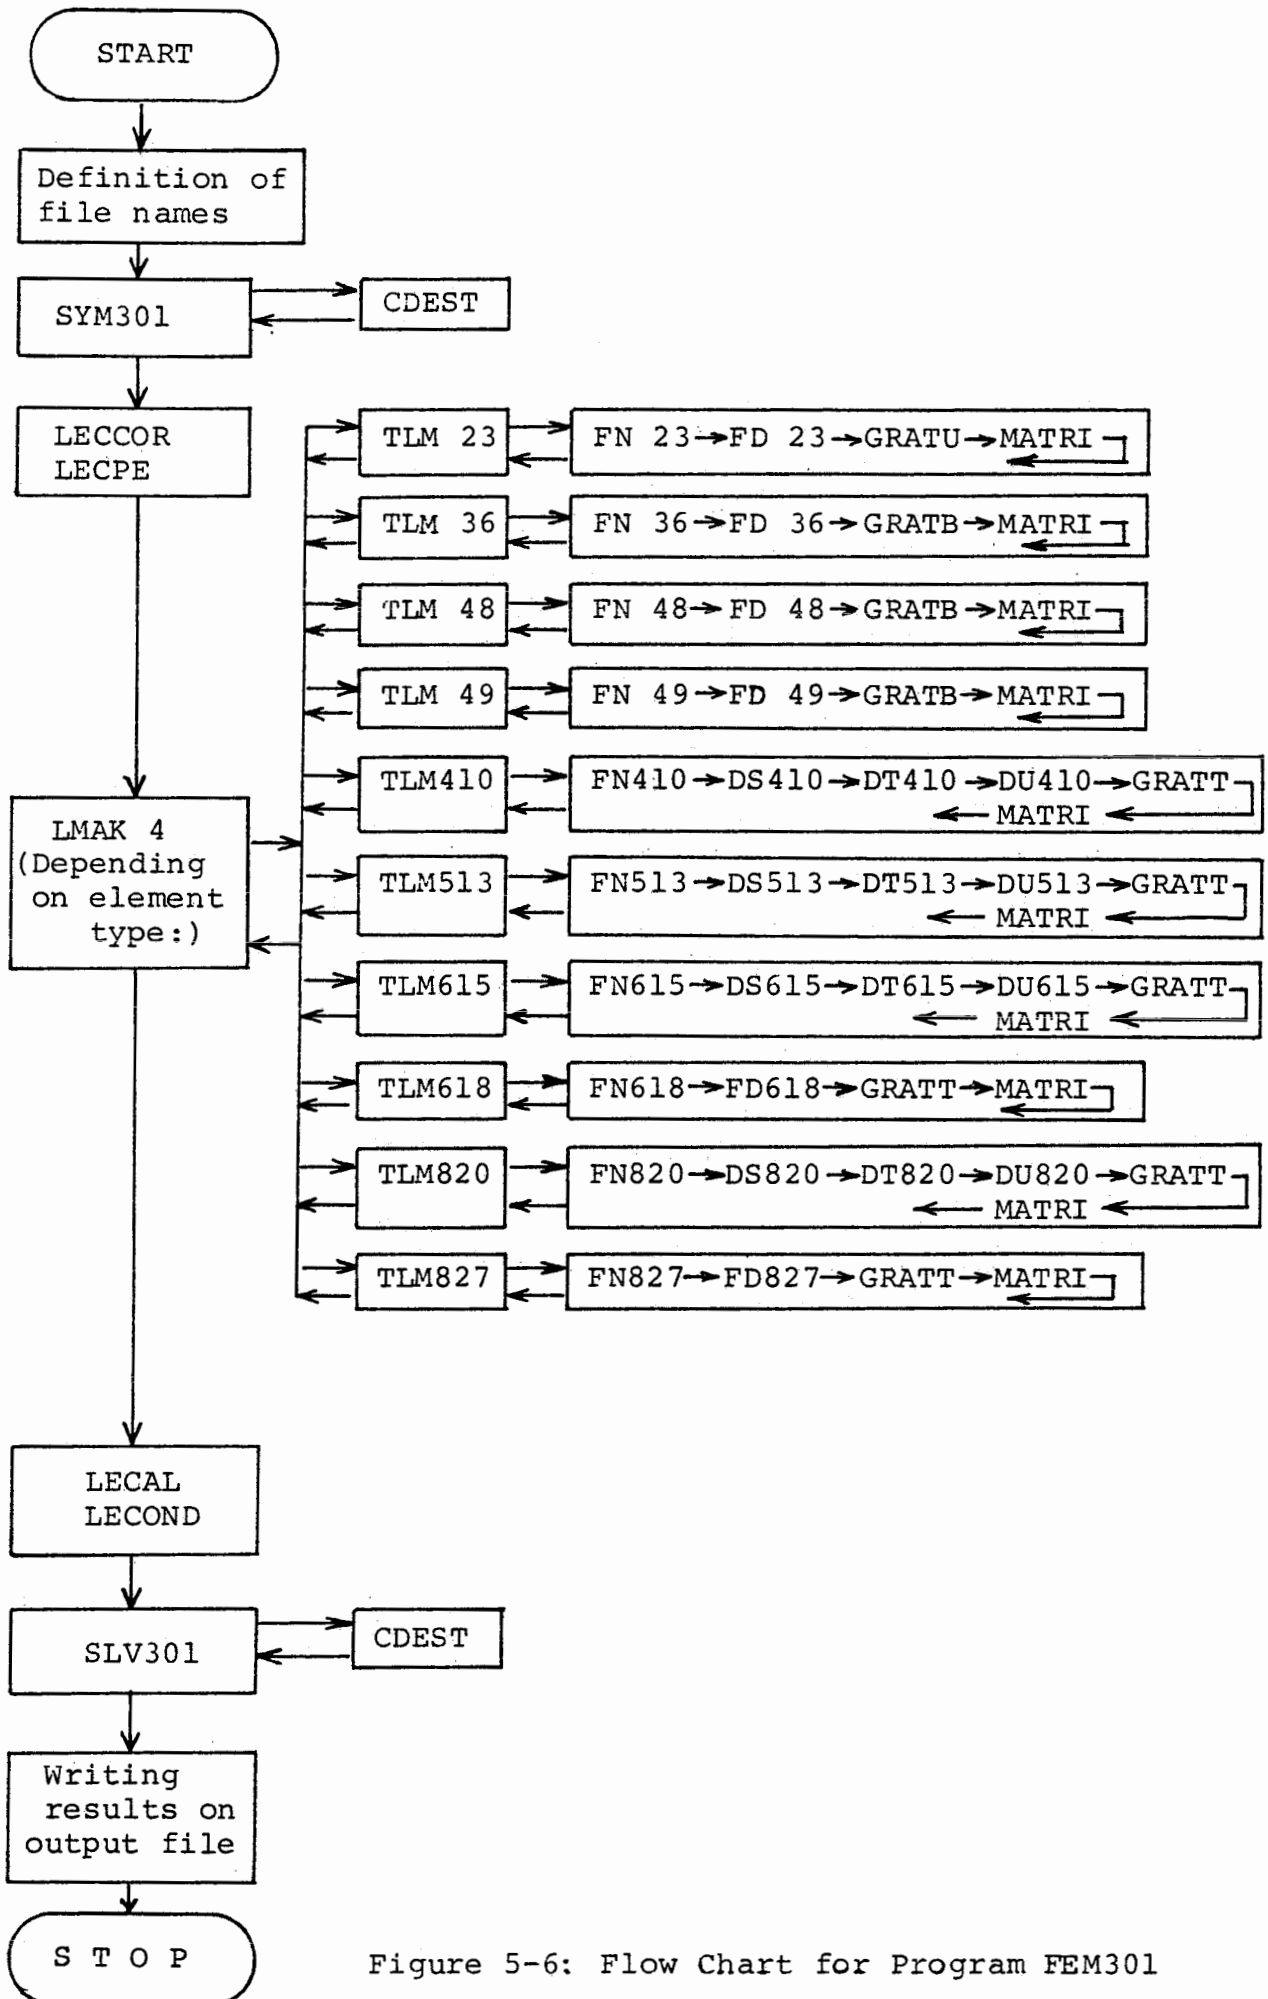 START
Definition of
file names
SYM301
CDEST
LECCOR
LECPE
TLM 23
FN 23→FD 23→GRATU→MATRI
TLM 36
FN 36→FD 36→GRATB→MATRI
TLM 48
FN 48→FD 48→GRATB→MATRI
TLM 49
FN 49→FD 49→GRATB→MATRI
TLM410
FN410→DS410→DT410→DU410→GRATT
MATRI
LMAK 4
(Depending
on element
type:)
TLM513
FN513→DS513→DT513→DU513→GRATT
MATRI
TLM615
FN615→DS615→DT615→DU615→GRATT
MATRI
TLM618
FN618→FD618→GRATT→MATRI
TLM820
FN820→DS820→DT820→DU820→GRATT
MATRI
TLM827
FN827→FD827→GRATT→MATRI
LECAL
LECOND
SLV301
CDEST
Writing
results on
output file
S T O P
Figure 5-6: Flow Chart for Program FEM301